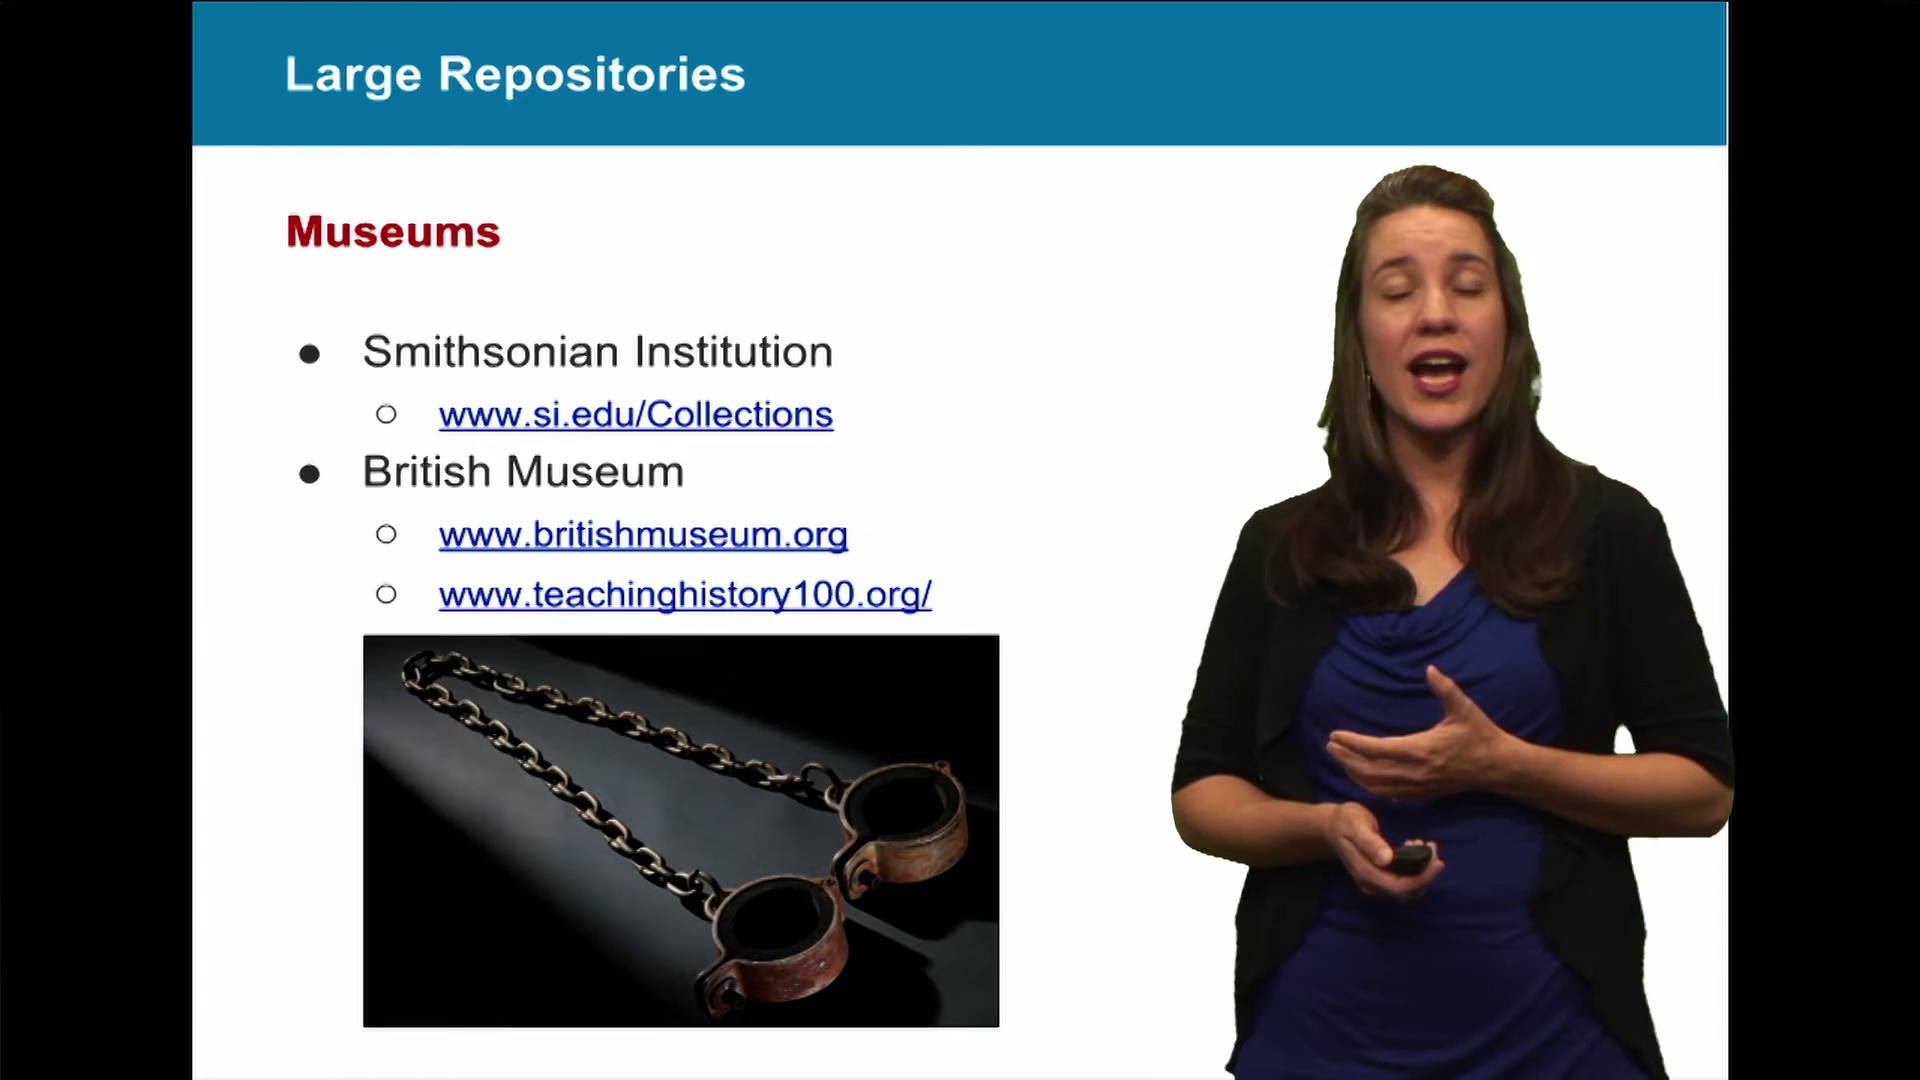 Large Repositories
Museums
Smithsonian Institution
www.si.edu/Collections
British Museum
www.britishmuseum.org
www.teachinghistory100.org/